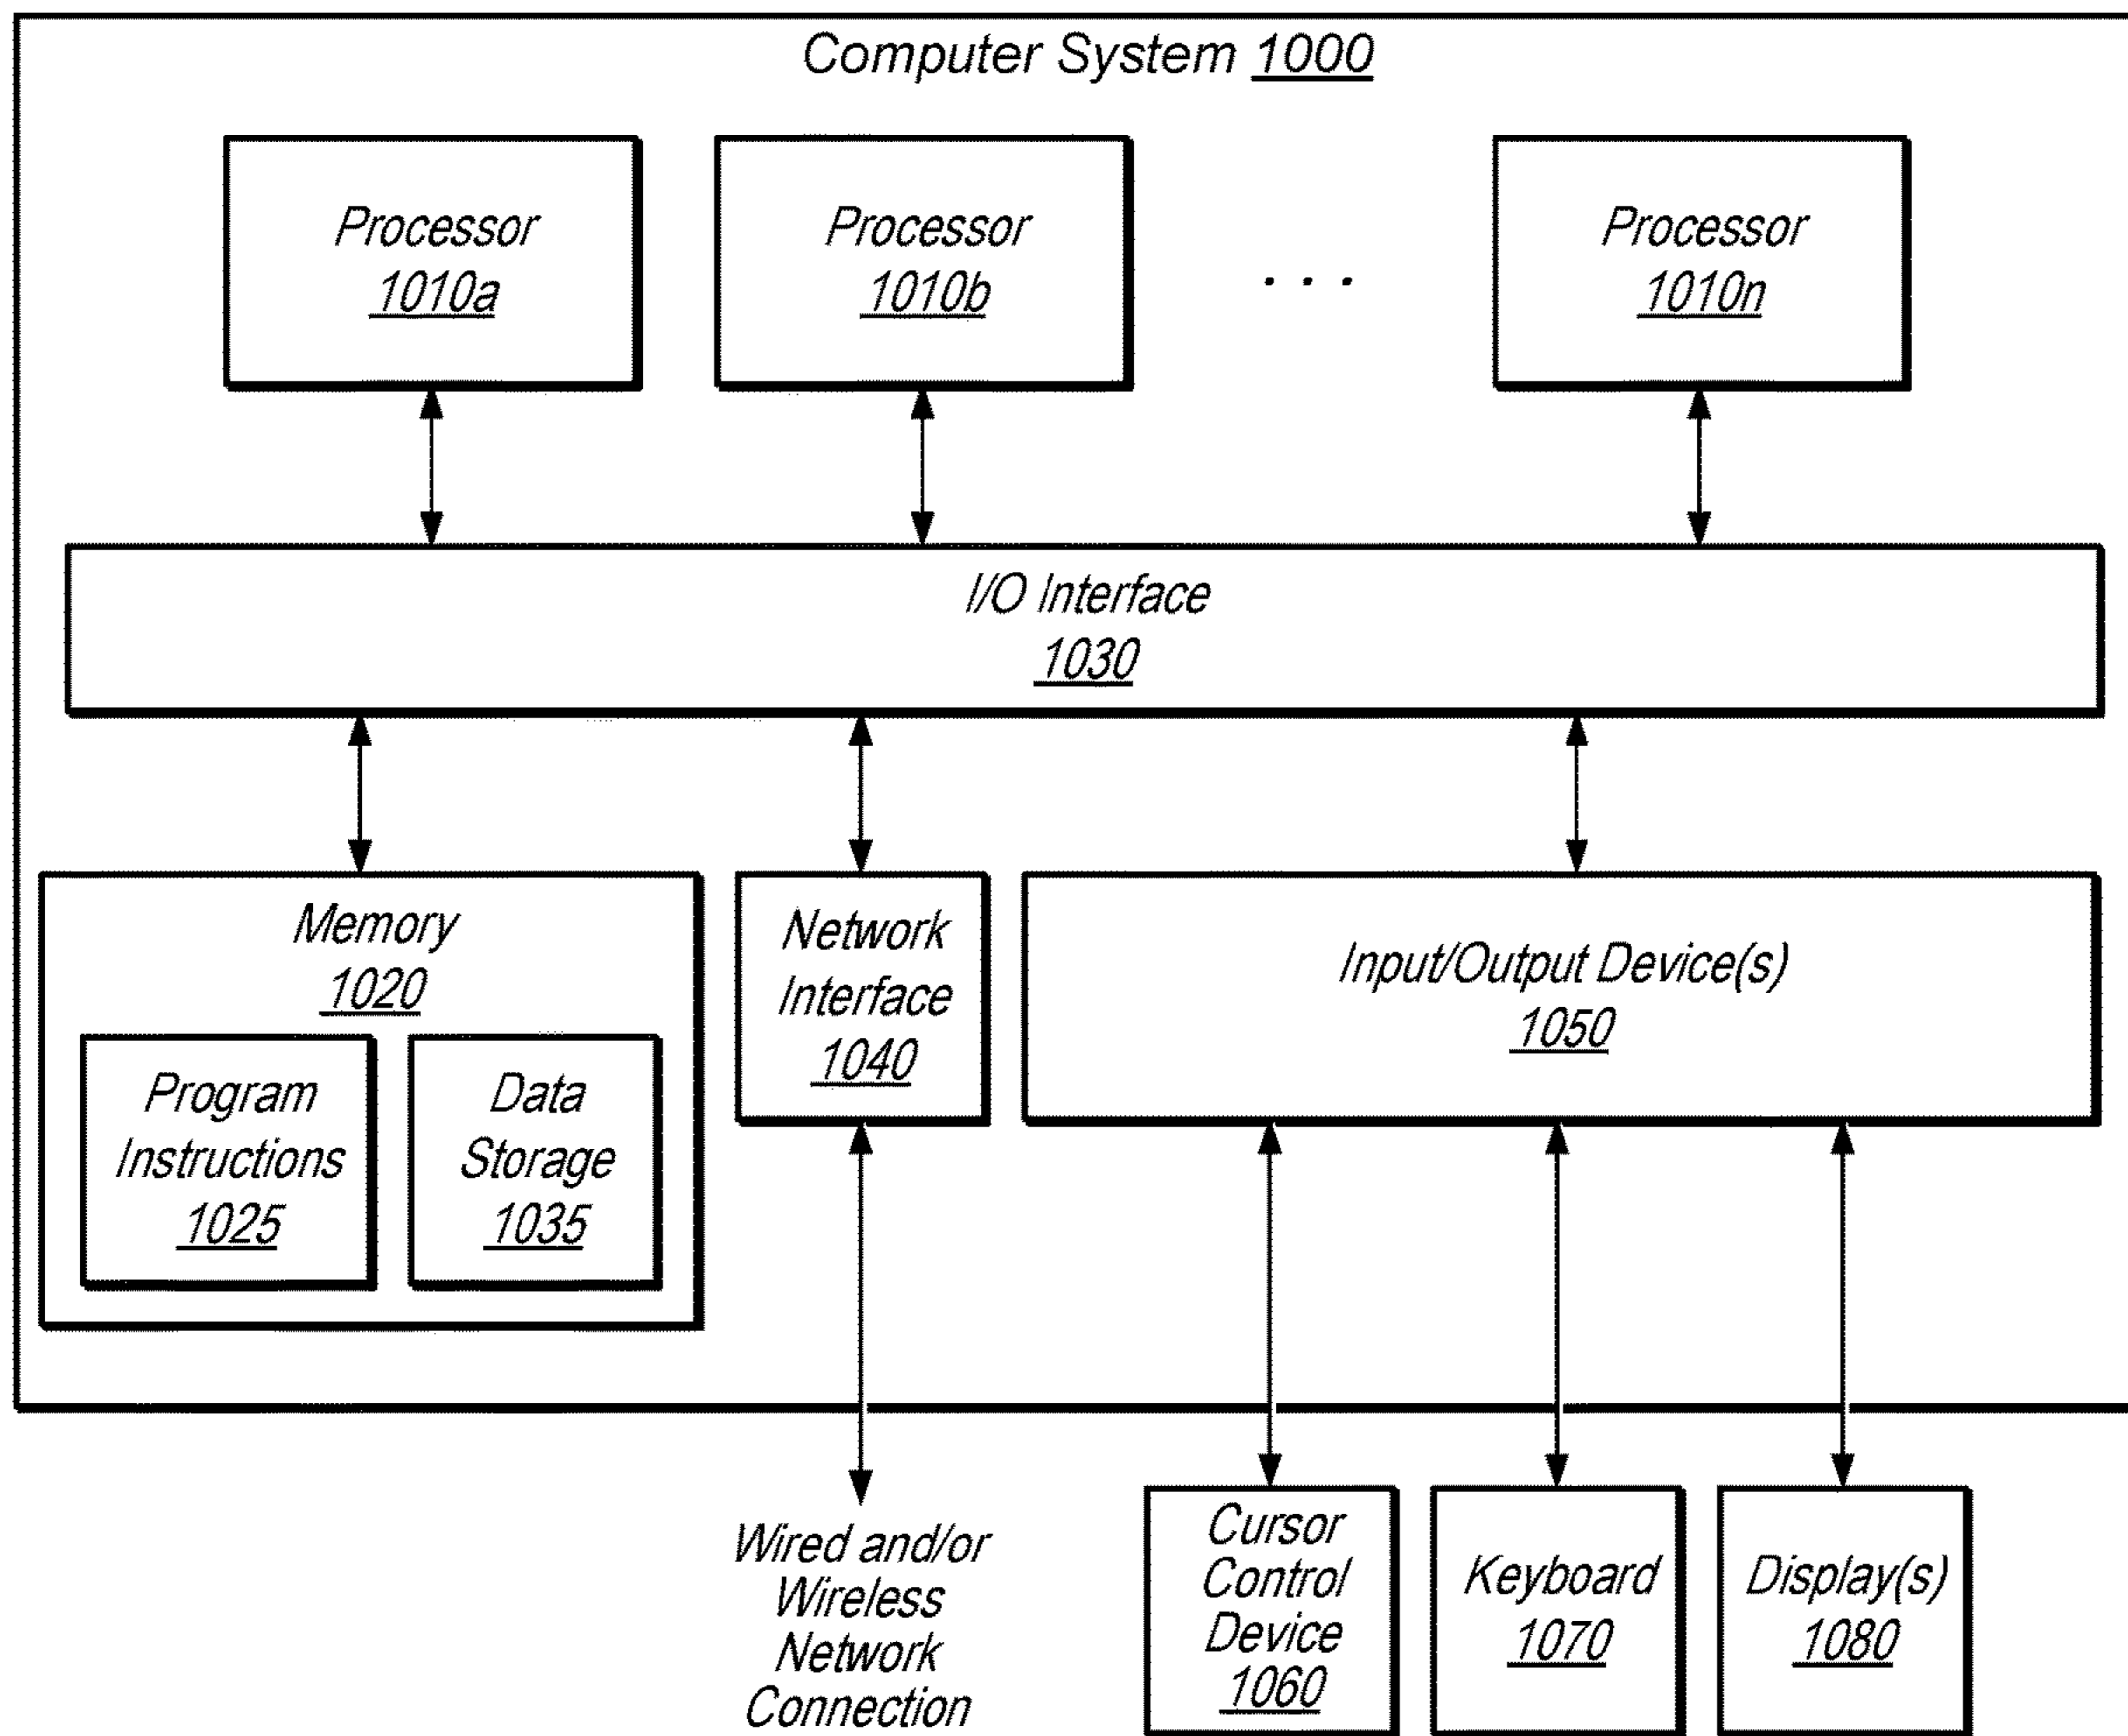 Computer System 1000
Processor
1010a
Processor
1010b
. . .
Processor
1010n
I/O Interface
1030
Memory
1020
Program
Instructions
1025
Data
Storage
1035
Network
Interface
1040
Input/Output Device(s)
1050
Wired and/or
Wireless
Network
Connection
Cursor
Control
Device
1060
Keyboard
1070
Display(s)
1080